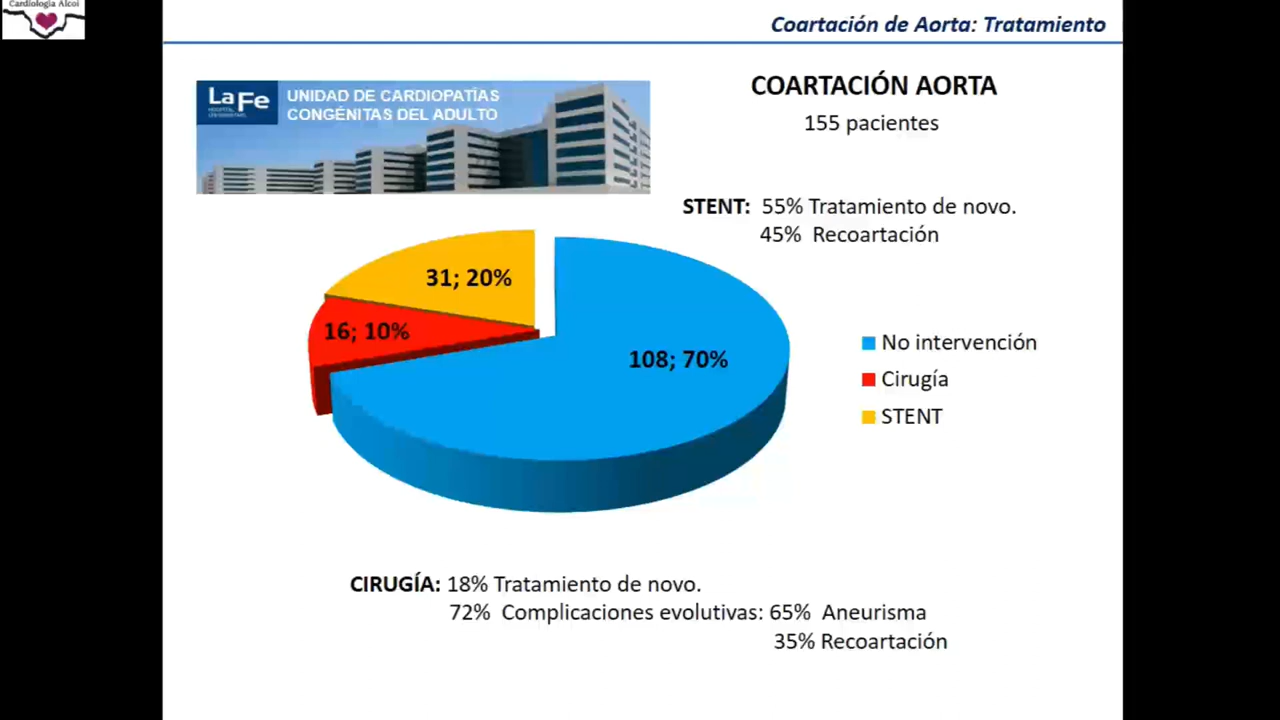 Cardiología Alcoi
Coartación de Aorta: Tratamiento
La Fe
UNIDAD DE CARDIOPATÍAS
CONGÉNITAS DEL ADULTO
COARTACIÓN AORTA
155 pacientes
STENT: 55% Tratamiento de novo.
45% Recoartación
31; 20%
16; 10%
108; 70%
No intervención
Cirugía
STENT
CIRUGÍA: 18% Tratamiento de novo.
72% Complicaciones evolutivas: 65% Aneurisma
35% Recoartación